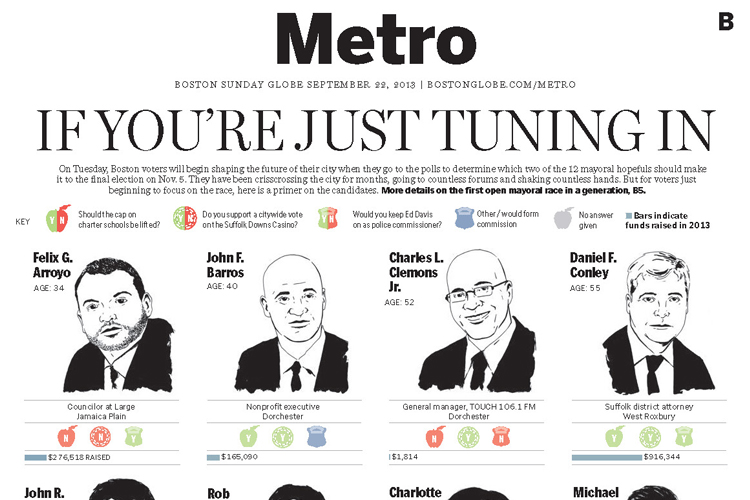 Metro
B
BOSTON SUNDAY GLOBE SEPTEMBER 22, 2013 | BOSTONGLOBE.COM/METRO
IF YOU'RE JUST TUNING IN
On Tuesday, Boston voters will begin shaping the future of their city when they go to the polls to determine which two of the 12 mayoral hopefuls should make
it to the final election on Nov. 5. They have been crisscrossing the city for months, going to countless forums and shaking countless hands. But for voters just
beginning to focus on the race, here is a primer on the candidates. More details on the first open mayoral race in a generation, B5.
KEY
Y N
Should the cap on
charter schools be lifted?
Y N
Do you support a citywide vote
on the Suffolk Downs Casino?
Y N
Would you keep Ed Davis
on as police commissioner?
Other / would form
commission
No answer
given
Bars indicate
funds raised in 2013
Felix G.
Arroyo
AGE: 34
Councilor at Large
Jamaica Plain
N N Y
$276,518 RAISED
John F.
Barros
AGE: 40
Nonprofit executive
Dorchester
Y Y
$165,090
Charles L.
Clemons
Jr.
AGE: 52
General manager, TOUCH 106.1 FM
Dorchester
N Y N
$1,814
Daniel F.
Conley
AGE: 55
Suffolk district attorney
West Roxbury
Y Y Y
$916,344
John R.
Rob
Charlotte
Michael